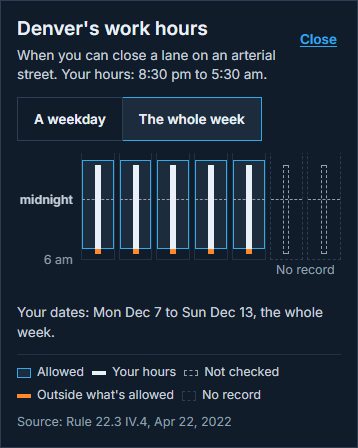 Denver's work hours
Close
When you can close a lane on an arterial
street. Your hours: 8:30 pm to 5:30 am.
A weekday
The whole week
midnight
6 am
No record
Your dates: Mon Dec 7 to Sun Dec 13, the whole
week.
Allowed
Your hours
Not checked
Outside what's allowed
No record
Source: Rule 22.3 IV.4, Apr 22, 2022